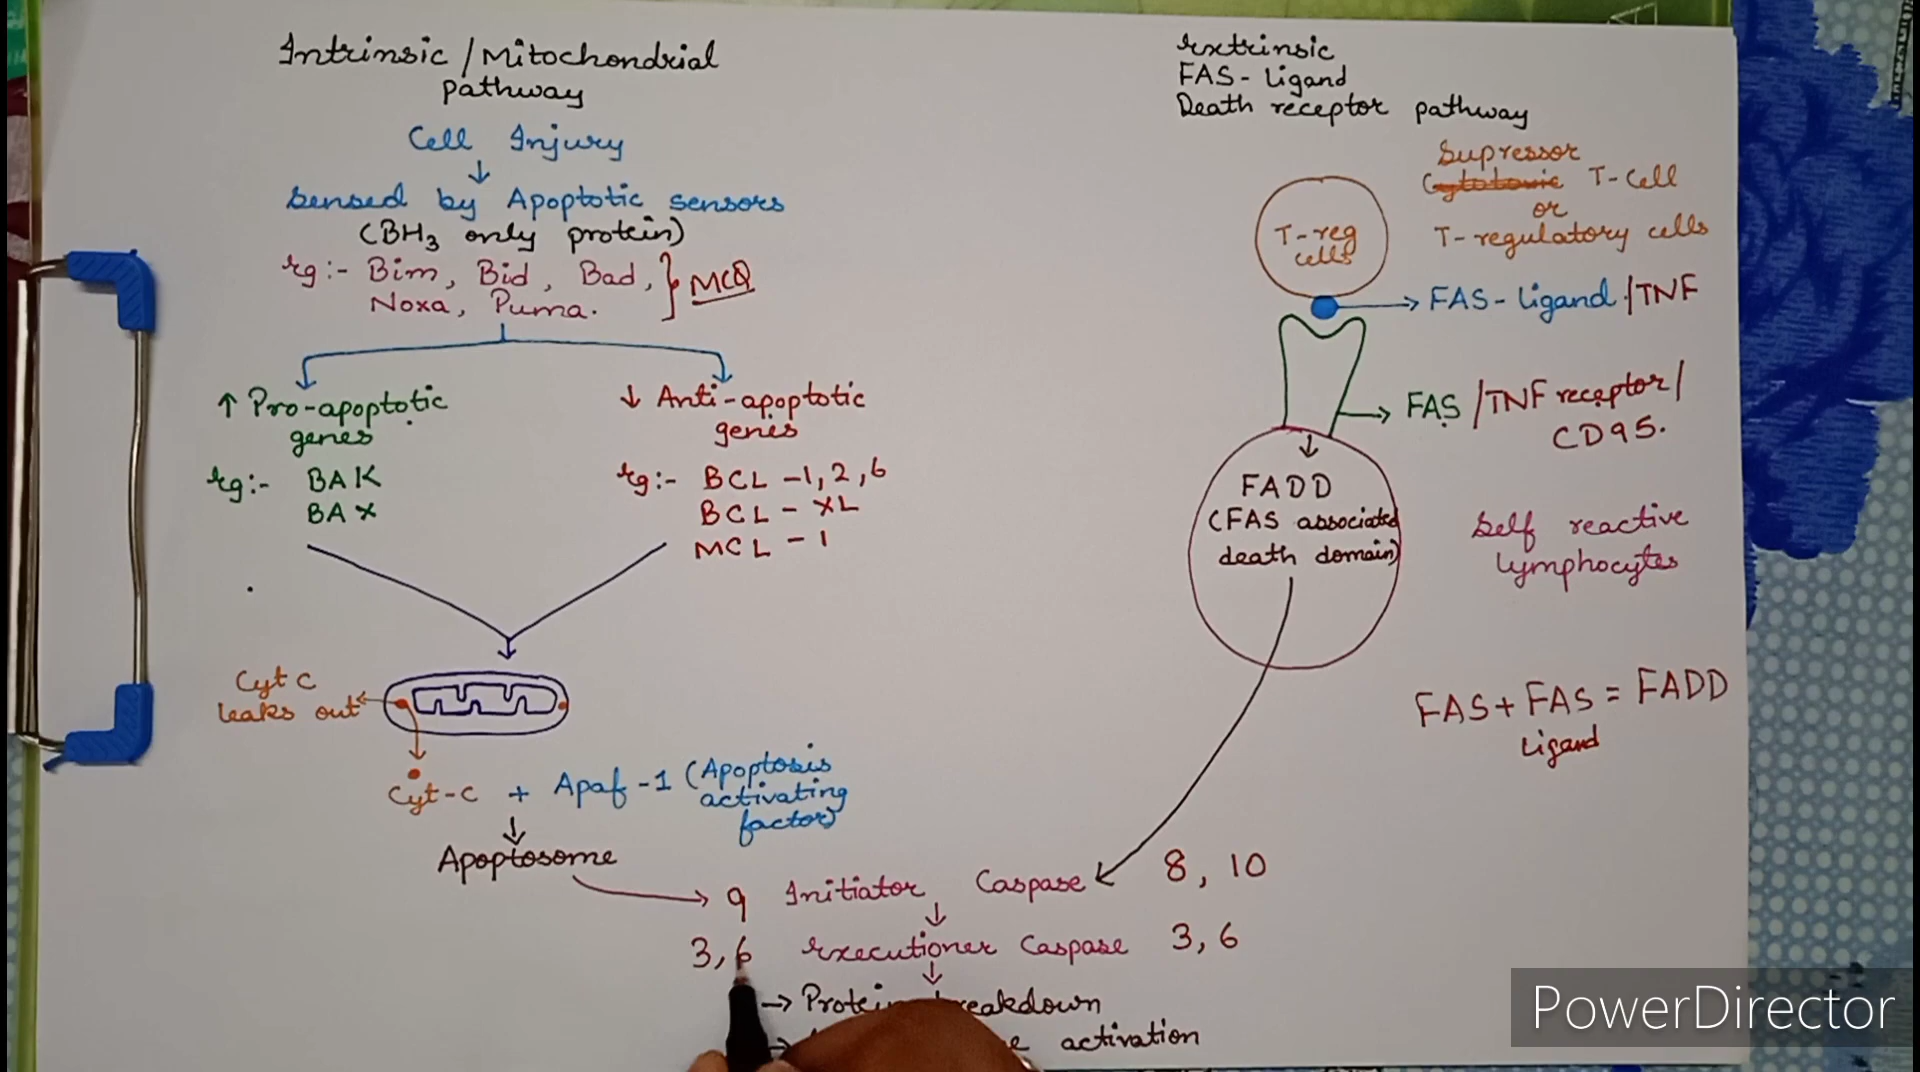 Intrinsic / Mitochondrial
pathway
Cell Injury
Sensed by Apoptotic sensors
(BH3 only protein)
Eg:- Bim, Bid, Bad,
Noxa, Puma.
MCQ
↑ Pro-apoptotic
genes
Eg:- BAK
BAX
↓ Anti-apoptotic
genes
Eg:- BCL -1, 2, 6
BCL - XL
MCL - 1
Cyt C
leaks out
Cyt-c + Apaf-1 (Apoptosis
activating
factor)
Apoptosome
Extrinsic
FAS- Ligand
Death receptor pathway
Supressor
Cytotoxic T-Cell
or
T-regulatory cells
T-reg
cells
FAS-Ligand/TNF
FAS /TNF receptor/
CD95.
FADD
(FAS associated
death domain)
Self reactive
lymphocytes
FAS + FAS = FADD
Ligand
9 Initiator Caspase 8, 10
3, 6 Executioner Caspase 3, 6
→ Protein breakdown
activation
PowerDirector